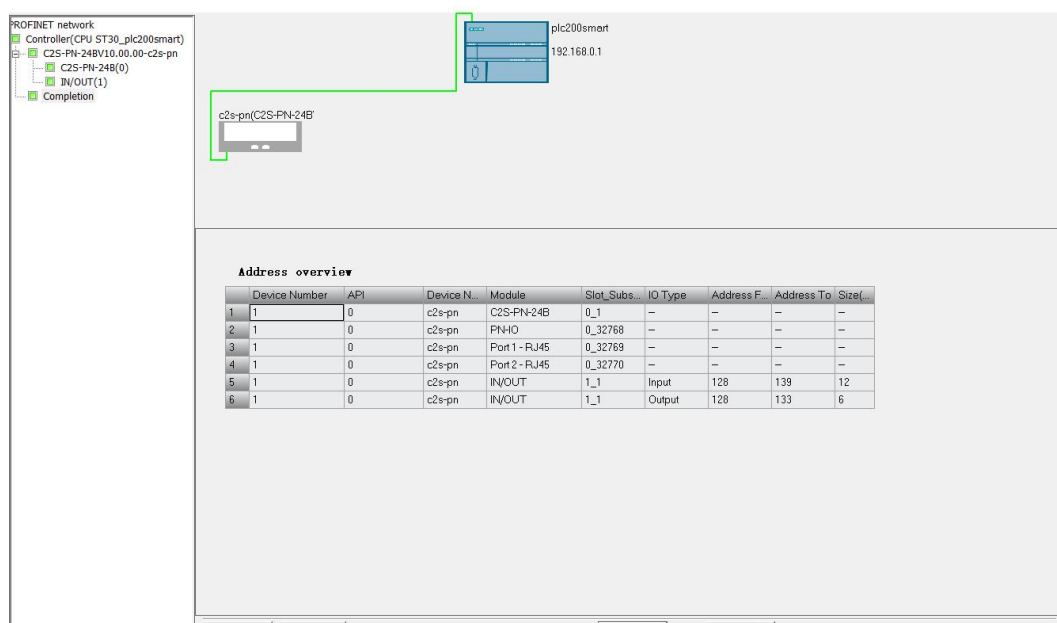 PROFINET network
Controller(CPU ST30_plc200smart)
C2S-PN-24BV10.00.00-c2s-pn
C2S-PN-24B(0)
IN/OUT(1)
Completion
plc200smart
192.168.0.1
c2s-pn(C2S-PN-24B'
Address overview
Device Number API Device N... Module Slot_Subs... IO Type Address F... Address To Size(...
1 1 0 c2s-pn C2S-PN-24B 0_1 – – – –
2 1 0 c2s-pn PN-IO 0_32768 – – – –
3 1 0 c2s-pn Port 1 - RJ45 0_32769 – – – –
4 1 0 c2s-pn Port 2 - RJ45 0_32770 – – – –
5 1 0 c2s-pn IN/OUT 1_1 Input 128 139 12
6 1 0 c2s-pn IN/OUT 1_1 Output 128 133 6